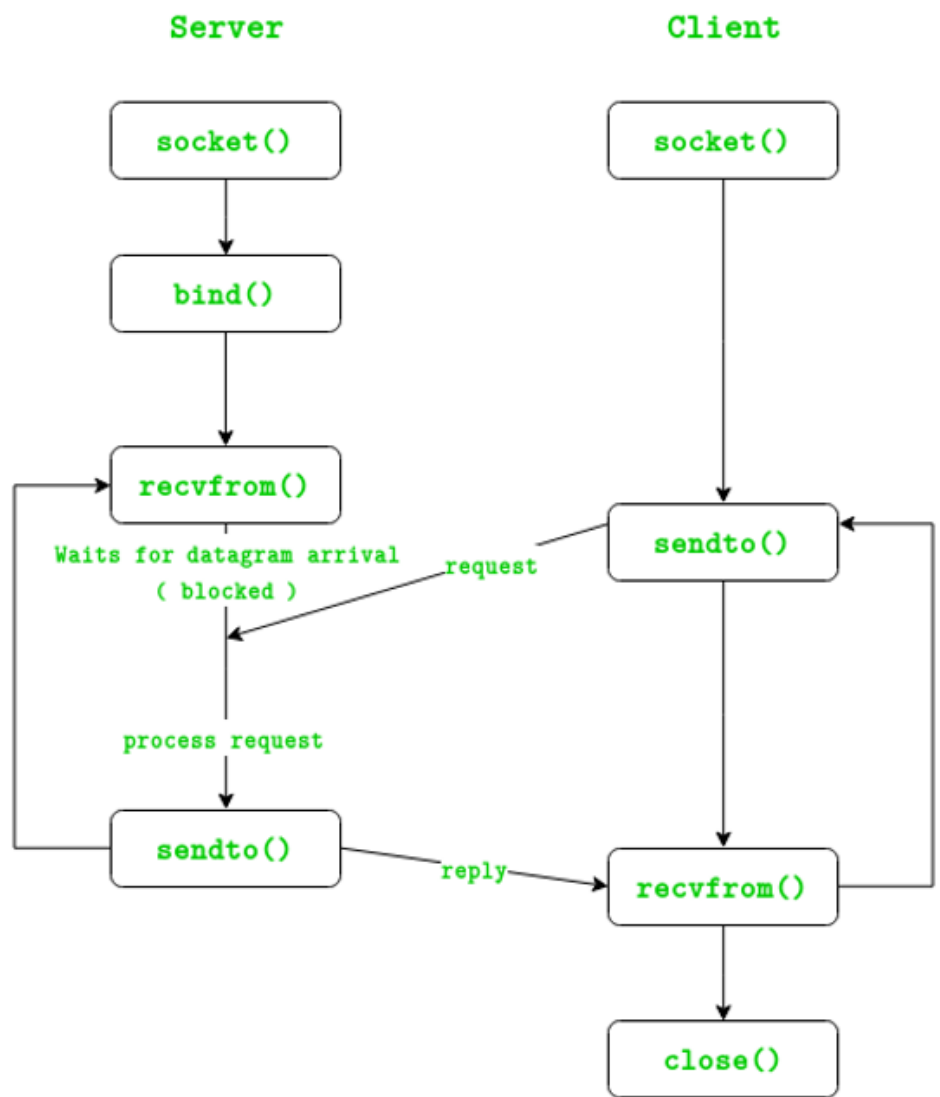 Server
Client
socket()
socket()
bind()
recvfrom()
Waits for datagram arrival
( blocked )
request
sendto()
process request
sendto()
reply
recvfrom()
close()